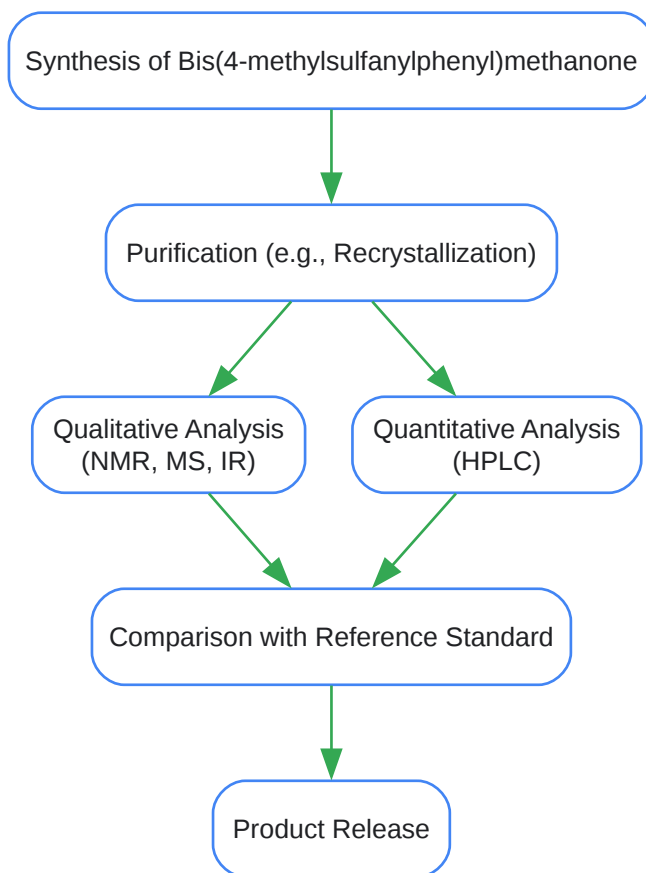 Synthesis of Bis(4-methylsulfanylphenyl)methanone
Purification (e.g., Recrystallization)
Qualitative Analysis
(NMR, MS, IR)
Quantitative Analysis
(HPLC)
Comparison with Reference Standard
Product Release